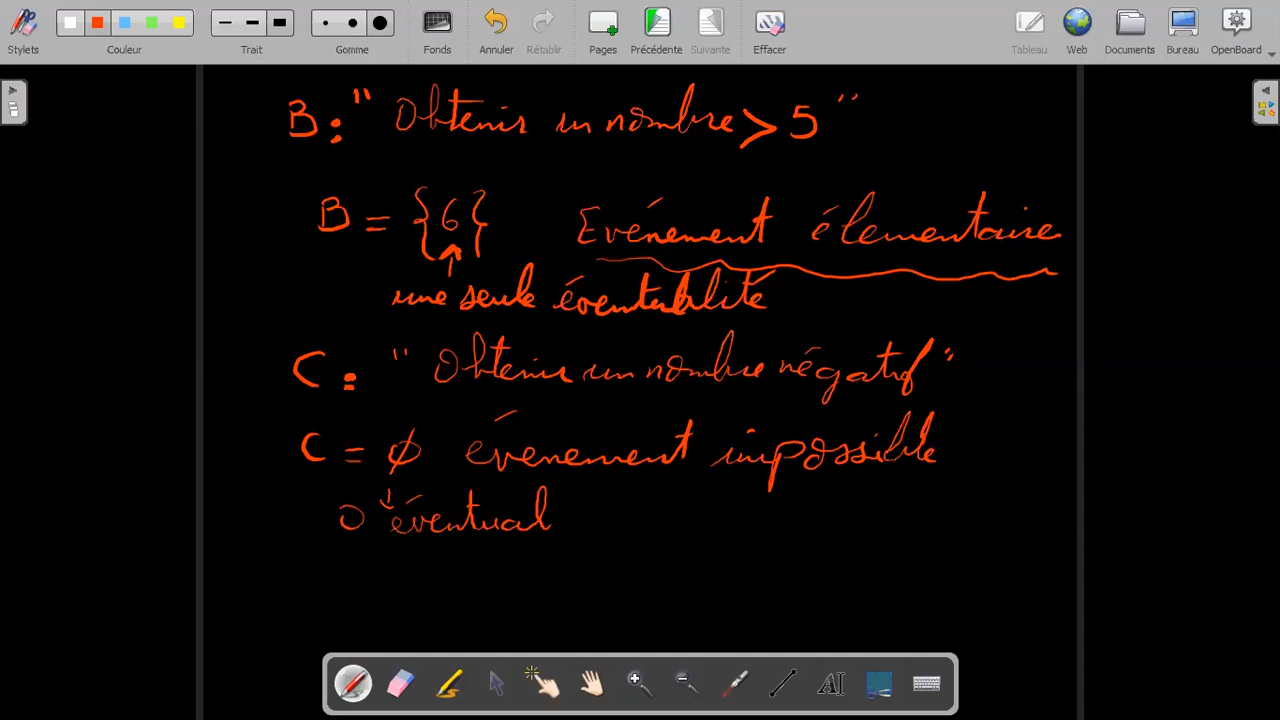 Stylets Couleur Trait Gomme Fonds Annuler Rétablir Pages Précédente Suivante Effacer Tableau Web Documents Bureau OpenBoard
B : " Obtenir un nombre > 5 "
B = { 6 } Evénement élementaire
une seule éventualité
C : " Obtenir un nombre négatif "
C = ∅ événement impossible
0 éventual